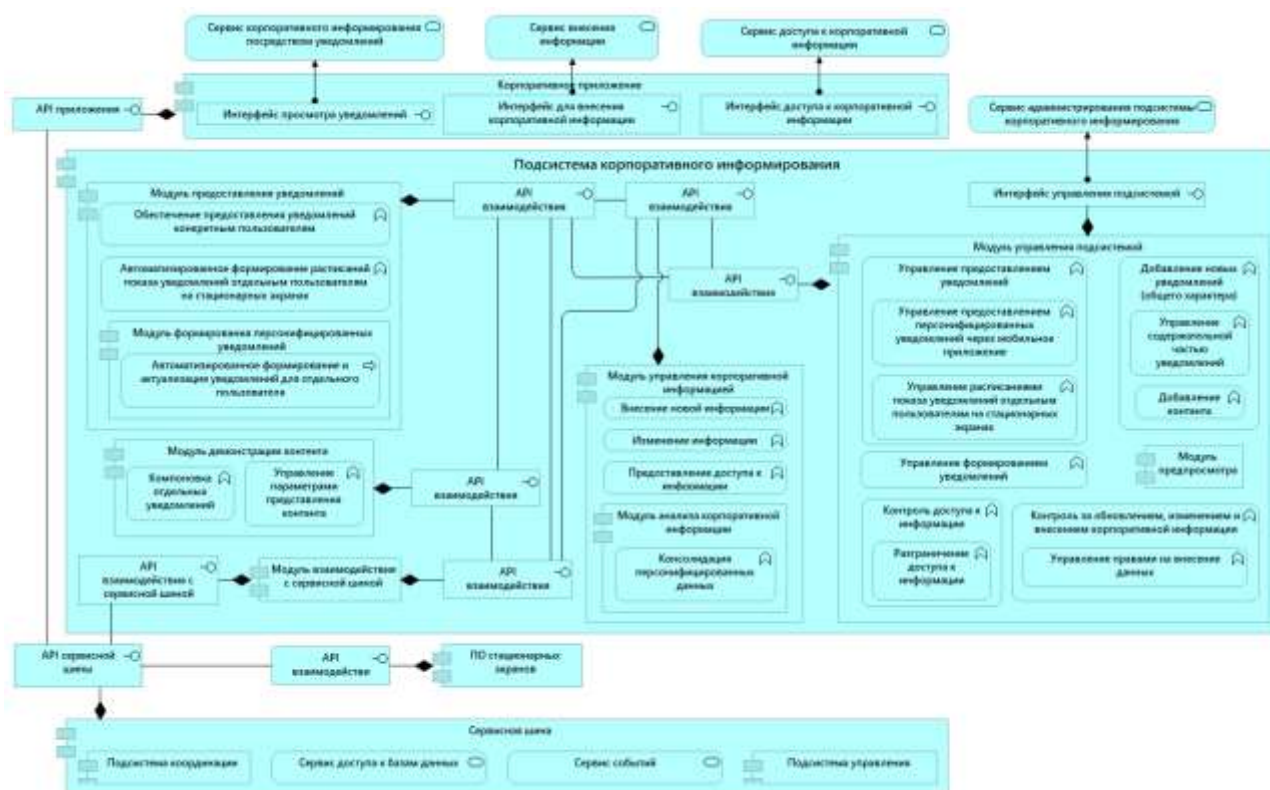 Сервис корпоративного информирования
посредством уведомлений
Сервис внесения
информации
Сервис доступа к корпоративной
информации
Корпоративное приложение
API приложения
Интерфейс просмотра уведомлений
Интерфейс для внесения
корпоративной информации
Интерфейс доступа к корпоративной
информации
Сервис администрирования подсистемы
корпоративного информирования
Подсистема корпоративного информирования
Модуль предоставления уведомлений
Обеспечение предоставления уведомлений
конкретным пользователям
Автоматизированное формирование расписаний
показа уведомлений отдельным пользователям
на стационарных экранах
Модуль формирования персонифицированных
уведомлений
Автоматизированное формирование и
актуализация уведомлений для отдельного
пользователя
API
взаимодействия
API
взаимодействия
API
взаимодействия
Интерфейс управления подсистемой
Модуль управления подсистемой
Управление предоставлением
уведомлений
Управление предоставлением
персонифицированных
уведомлений через мобильное
приложение
Управление расписаниями
показа уведомлений отдельным
пользователям на стационарных
экранах
Управление формированием
уведомлений
Добавление новых
уведомлений
(общего характера)
Управление
содержательной
частью
уведомлений
Добавление
контента
Модуль
предпросмотра
Контроль доступа к
информации
Разграничение
доступа к
информации
Контроль за обновлением, изменением и
внесением корпоративной информации
Управление правами на внесение
данных
Модуль управления корпоративной
информацией
Внесение новой информации
Изменение информации
Предоставление доступа к
информации
Модуль анализа корпоративной
информации
Консолидация
персонифицированных
данных
Модуль демонстрации контента
Компоновка
отдельных
уведомлений
Управление
параметрами
представления
контента
API
взаимодействия
API
взаимодействия с
сервисной шиной
Модуль взаимодействия
с сервисной шиной
API
взаимодействия
API сервисной
шины
API
взаимодействия
ПО стационарных
экранов
Сервисная шина
Подсистема координации
Сервис доступа к базам данных
Сервис событий
Подсистема управления